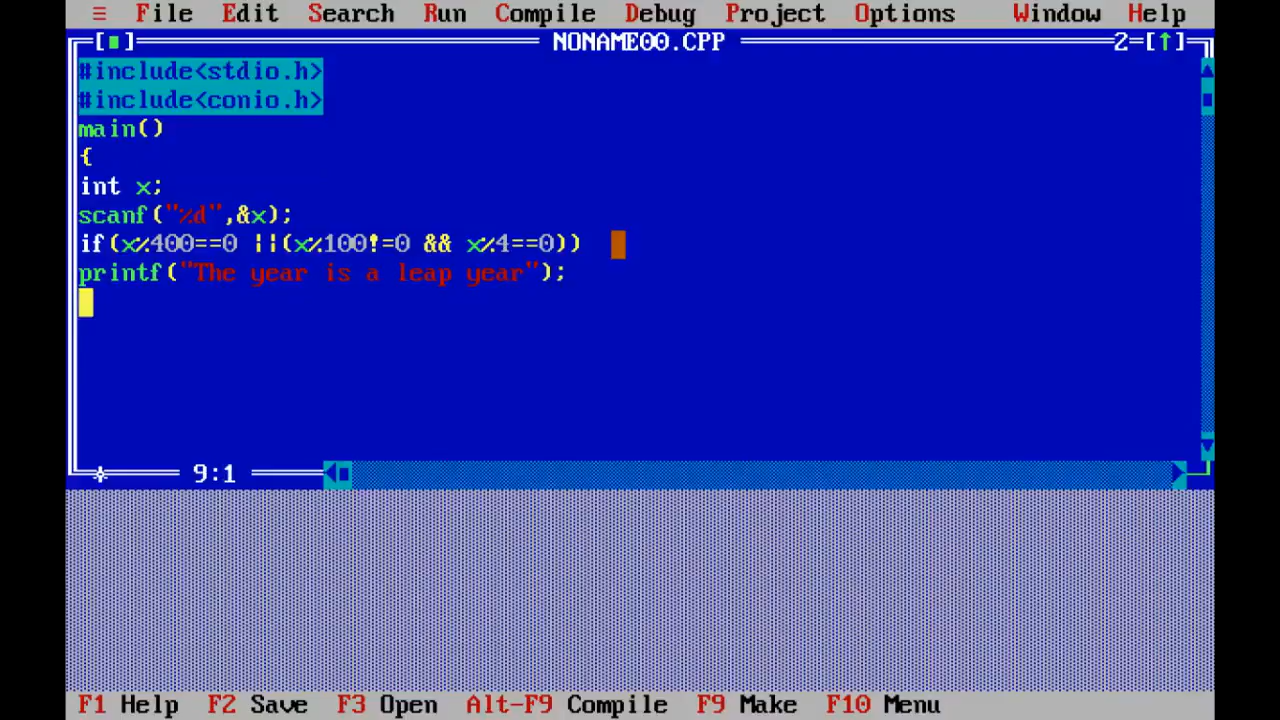 ≡ File Edit Search Run Compile Debug Project Options Window Help
[■] NONAME00.CPP 2=[↑]
#include<stdio.h>
#include<conio.h>
main()
{
int x;
scanf("%d",&x);
if(x%400==0 ||(x%100!=0 && x%4==0))
printf("The year is a leap year");
9:1
F1 Help F2 Save F3 Open Alt-F9 Compile F9 Make F10 Menu